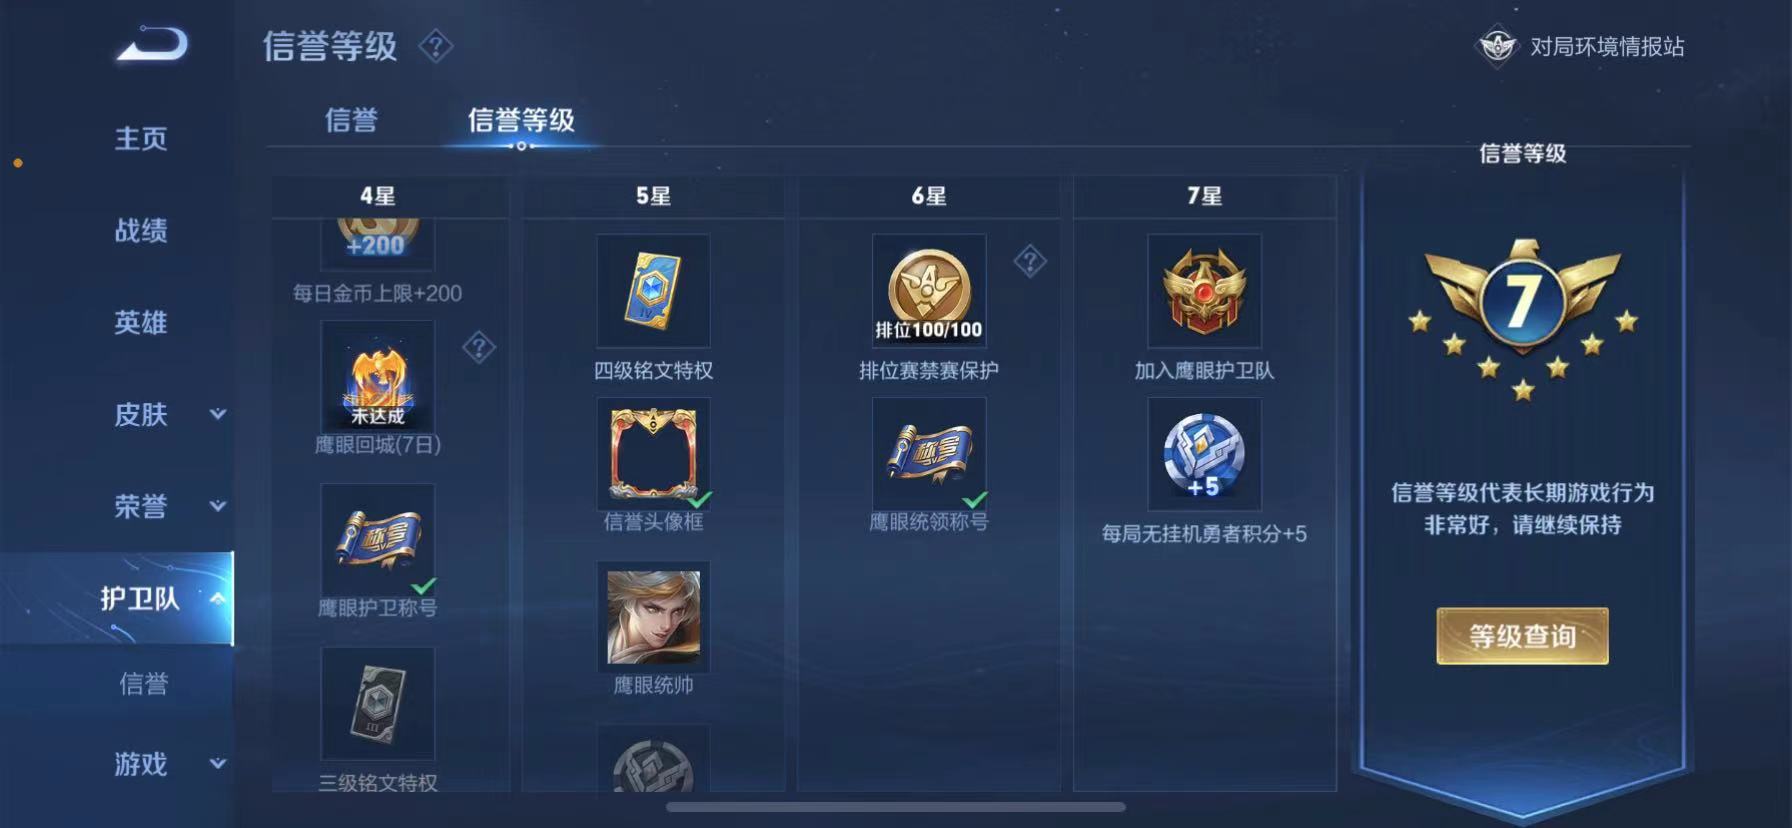 信誉等级
对局环境情报站
主页
战绩
英雄
皮肤
荣誉
护卫队
信誉
游戏
信誉
信誉等级
4星
+200
每日金币上限+200
未达成
鹰眼回城(7日)
称号
鹰眼护卫称号
III
三级铭文特权
5星
IV
四级铭文特权
信誉头像框
鹰眼统帅
6星
排位100/100
排位赛禁赛保护
称号
鹰眼统领称号
7星
加入鹰眼护卫队
+5
每局无挂机勇者积分+5
信誉等级
7
信誉等级代表长期游戏行为
非常好，请继续保持
等级查询